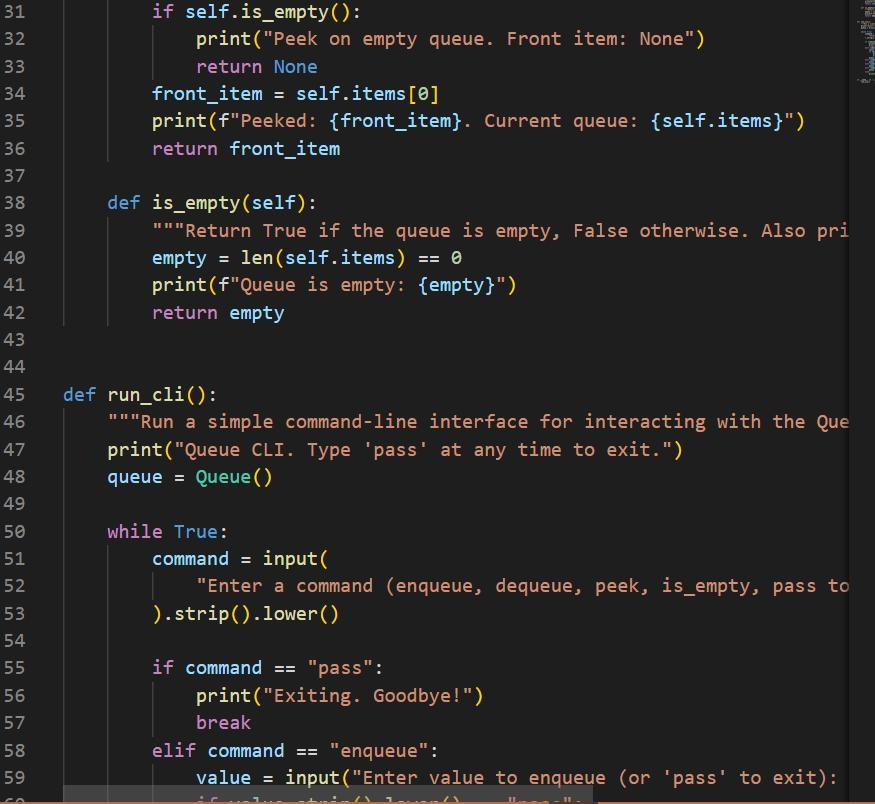 31 if self.is_empty():
32 print("Peek on empty queue. Front item: None")
33 return None
34 front_item = self.items[0]
35 print(f"Peeked: {front_item}. Current queue: {self.items}")
36 return front_item
37
38 def is_empty(self):
39 """Return True if the queue is empty, False otherwise. Also pri
40 empty = len(self.items) == 0
41 print(f"Queue is empty: {empty}")
42 return empty
43
44
45 def run_cli():
46 """Run a simple command-line interface for interacting with the Que
47 print("Queue CLI. Type 'pass' at any time to exit.")
48 queue = Queue()
49
50 while True:
51 command = input(
52 "Enter a command (enqueue, dequeue, peek, is_empty, pass to
53 ).strip().lower()
54
55 if command == "pass":
56 print("Exiting. Goodbye!")
57 break
58 elif command == "enqueue":
59 value = input("Enter value to enqueue (or 'pass' to exit):
60 if value.strip().lower() == "pass":